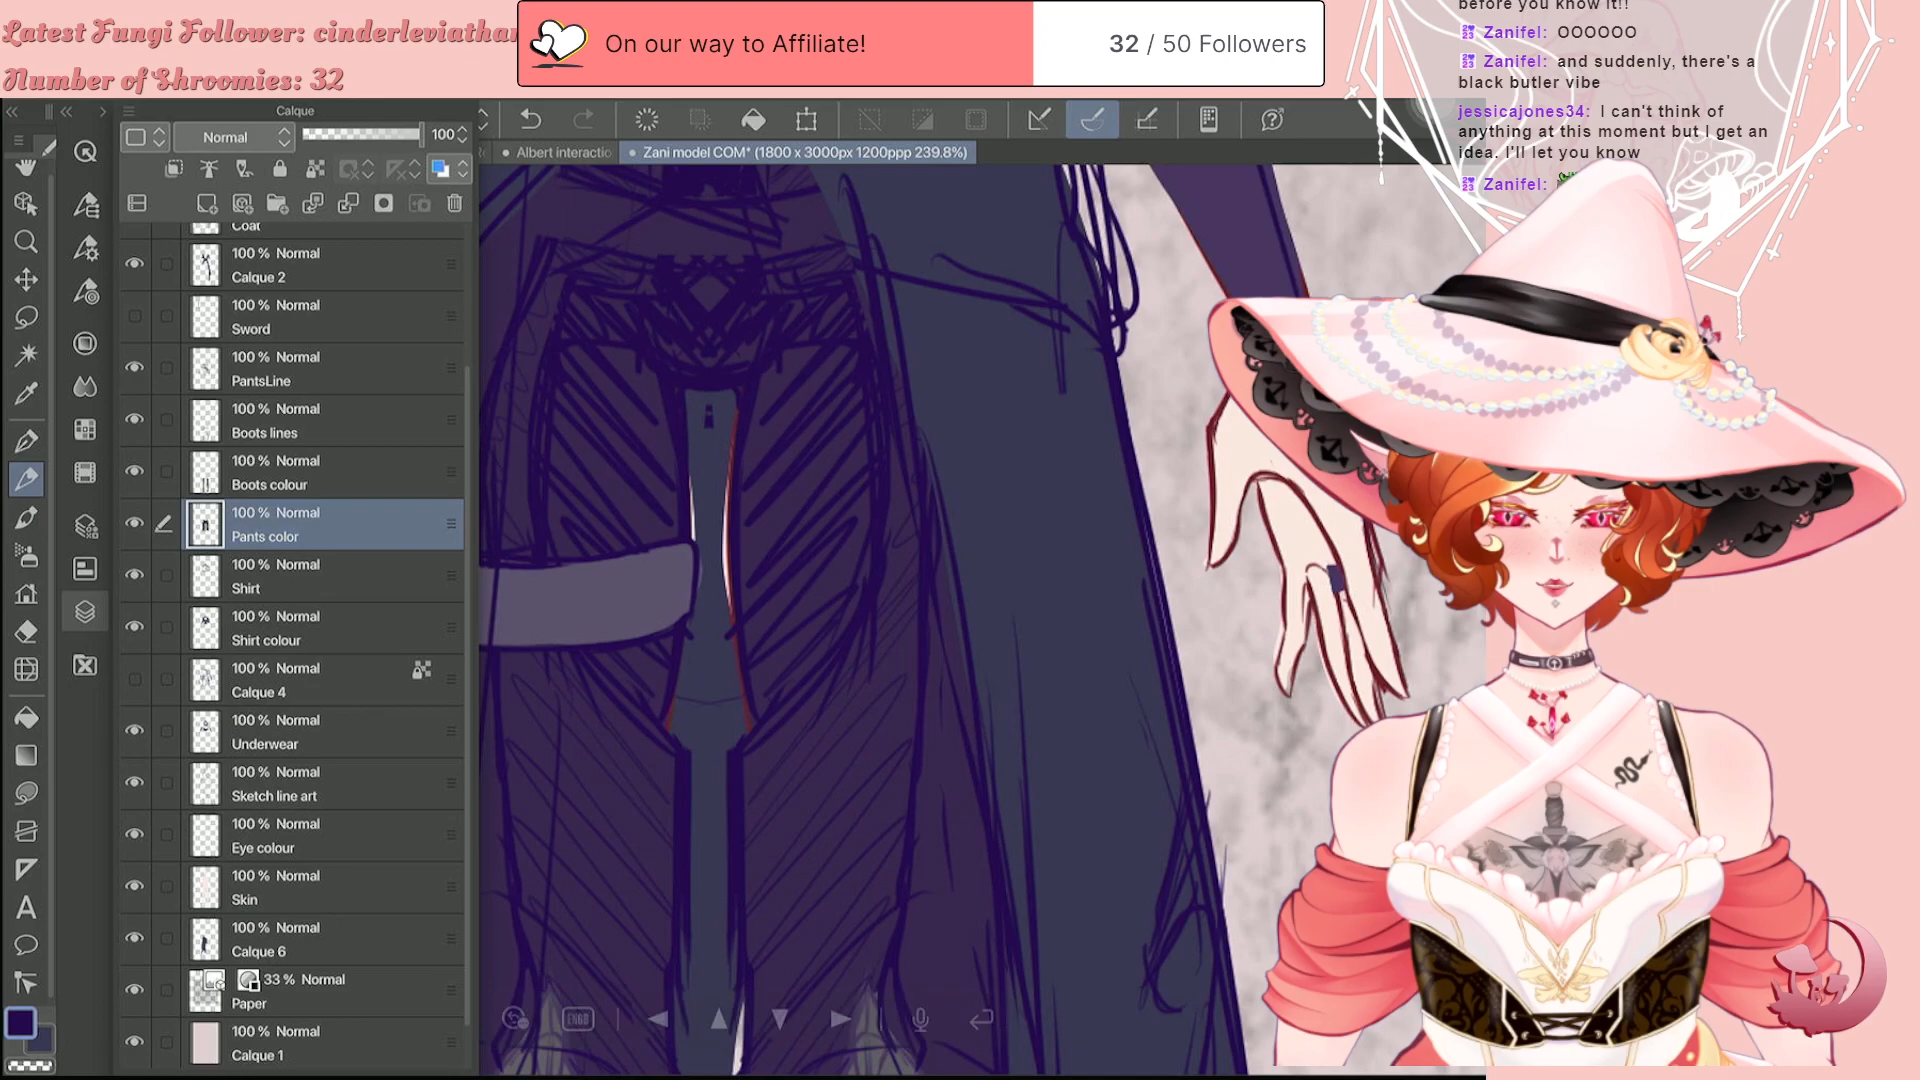 Latest Fungi Follower: cinderleviathan
Number of Shroomies: 32
On our way to Affiliate!
32 / 50 Followers
before you know it!!
Zanifel: OOOOOO
Zanifel: and suddenly, there's a
black butler vibe
jessicajones34: I can't think of
anything at this moment but I get an
idea. I'll let you know
Zanifel:
Calque
Normal
100
Albert interactio
Zani model COM* (1800 x 3000px 1200ppp 239.8%)
Coat
100 % Normal
Calque 2
100 % Normal
Sword
100 % Normal
PantsLine
100 % Normal
Boots lines
100 % Normal
Boots colour
100 % Normal
Pants color
100 % Normal
Shirt
100 % Normal
Shirt colour
100 % Normal
Calque 4
100 % Normal
Underwear
100 % Normal
Sketch line art
100 % Normal
Eye colour
100 % Normal
Skin
100 % Normal
Calque 6
33 % Normal
Paper
100 % Normal
Calque 1